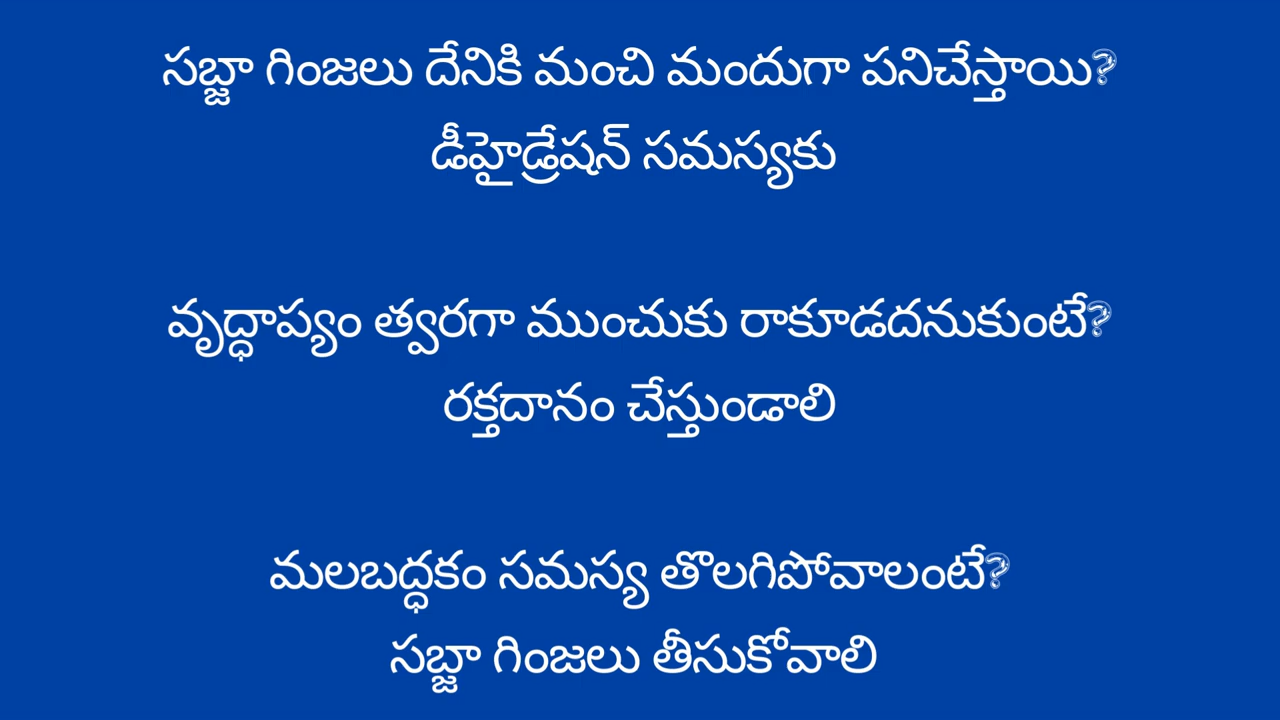 సబ్జా గింజలు దేనికి మంచి మందుగా పనిచేస్తాయి?
డీహైడ్రేషన్ సమస్యకు
వృద్ధాప్యం త్వరగా ముంచుకు రాకూడదనుకుంటే?
రక్తదానం చేస్తుండాలి
మలబద్ధకం సమస్య తొలగిపోవాలంటే?
సబ్జా గింజలు తీసుకోవాలి